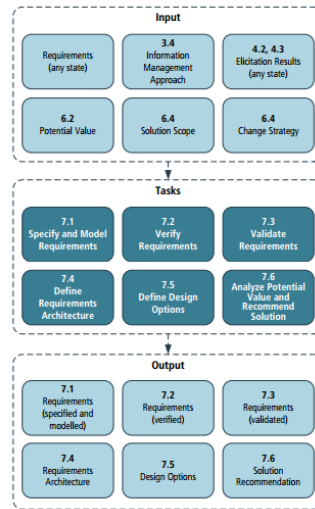 Input
Requirements
(any state)
3.4
Information
Management
Approach
4.2, 4.3
Elicitation Results
(any state)
6.2
Potential Value
6.4
Solution Scope
6.4
Change Strategy
Tasks
7.1
Specify and Model
Requirements
7.2
Verify
Requirements
7.3
Validate
Requirements
7.4
Define
Requirements
Architecture
7.5
Define Design
Options
7.6
Analyze Potential
Value and
Recommend
Solution
Output
7.1
Requirements
(specified and
modelled)
7.2
Requirements
(verified)
7.3
Requirements
(validated)
7.4
Requirements
Architecture
7.5
Design Options
7.6
Solution
Recommendation